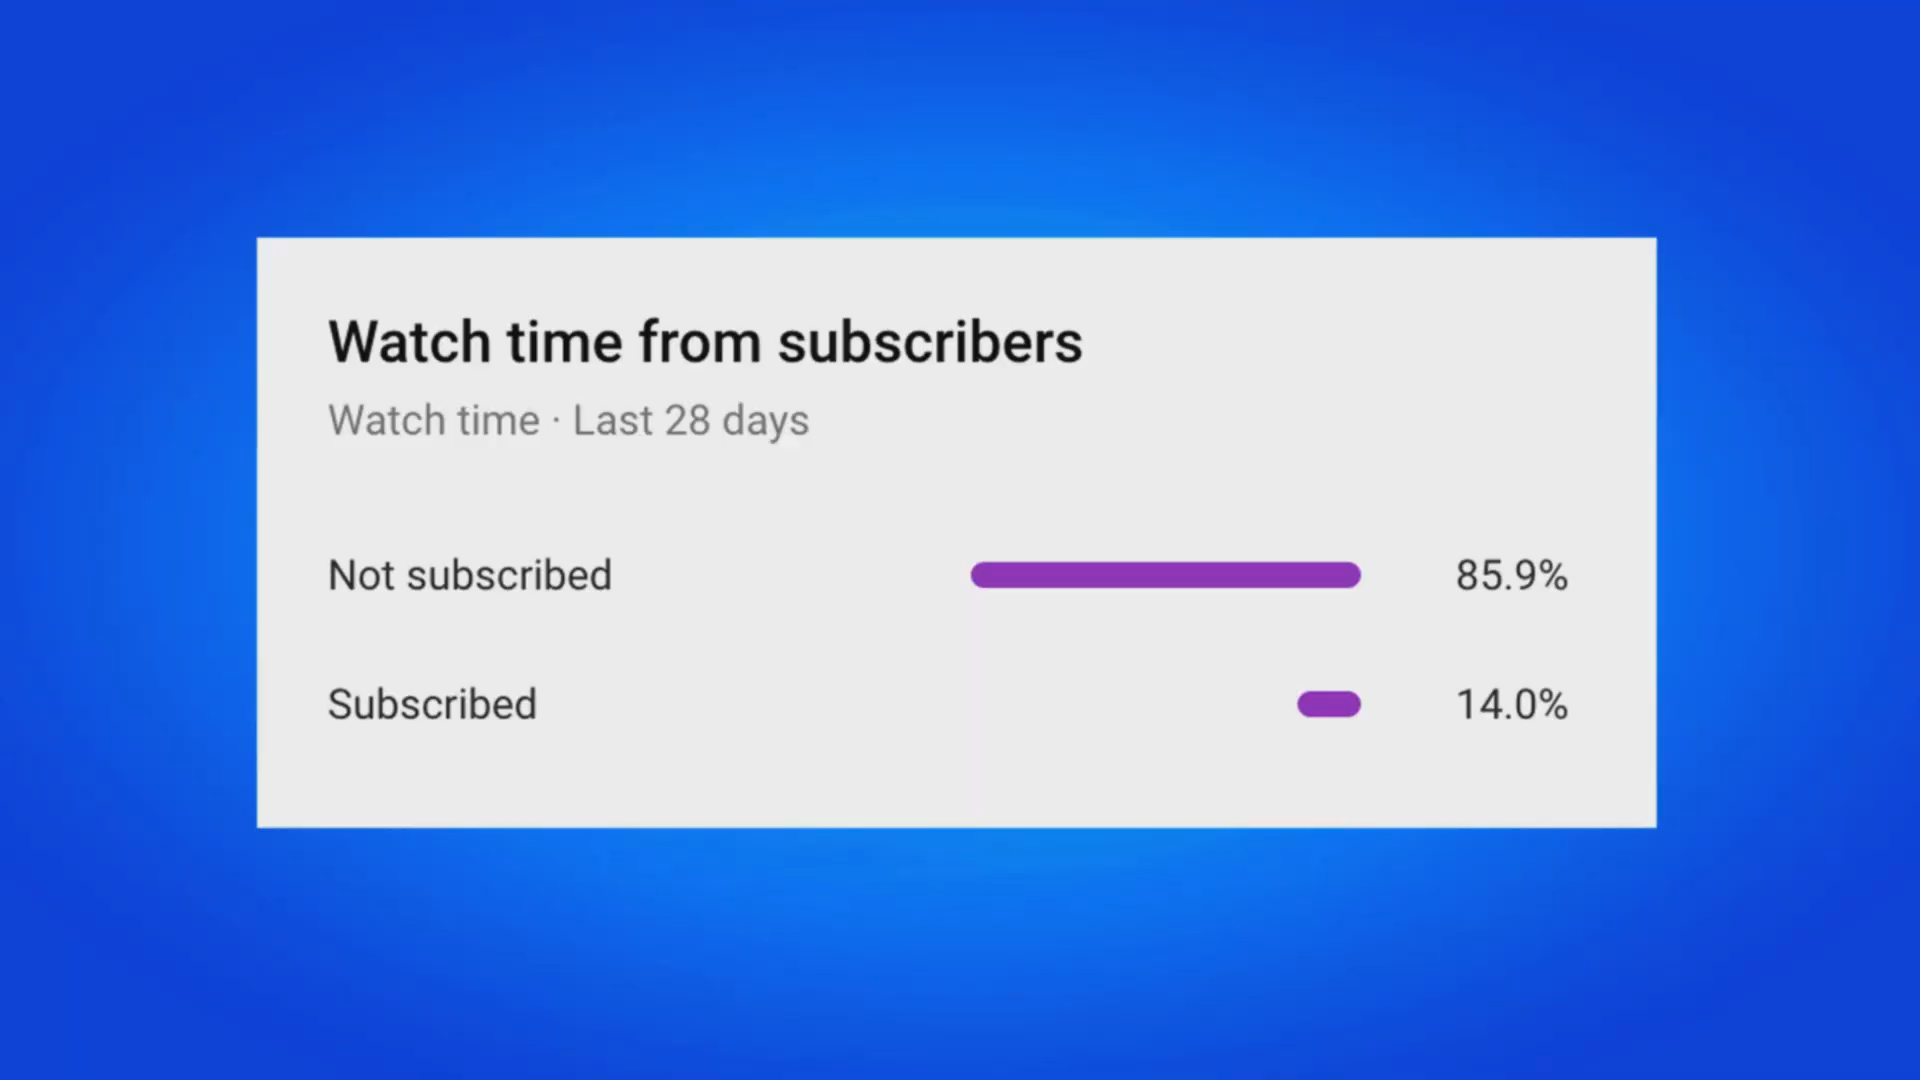 Watch time from subscribers
Watch time · Last 28 days
Not subscribed 85.9%
Subscribed 14.0%